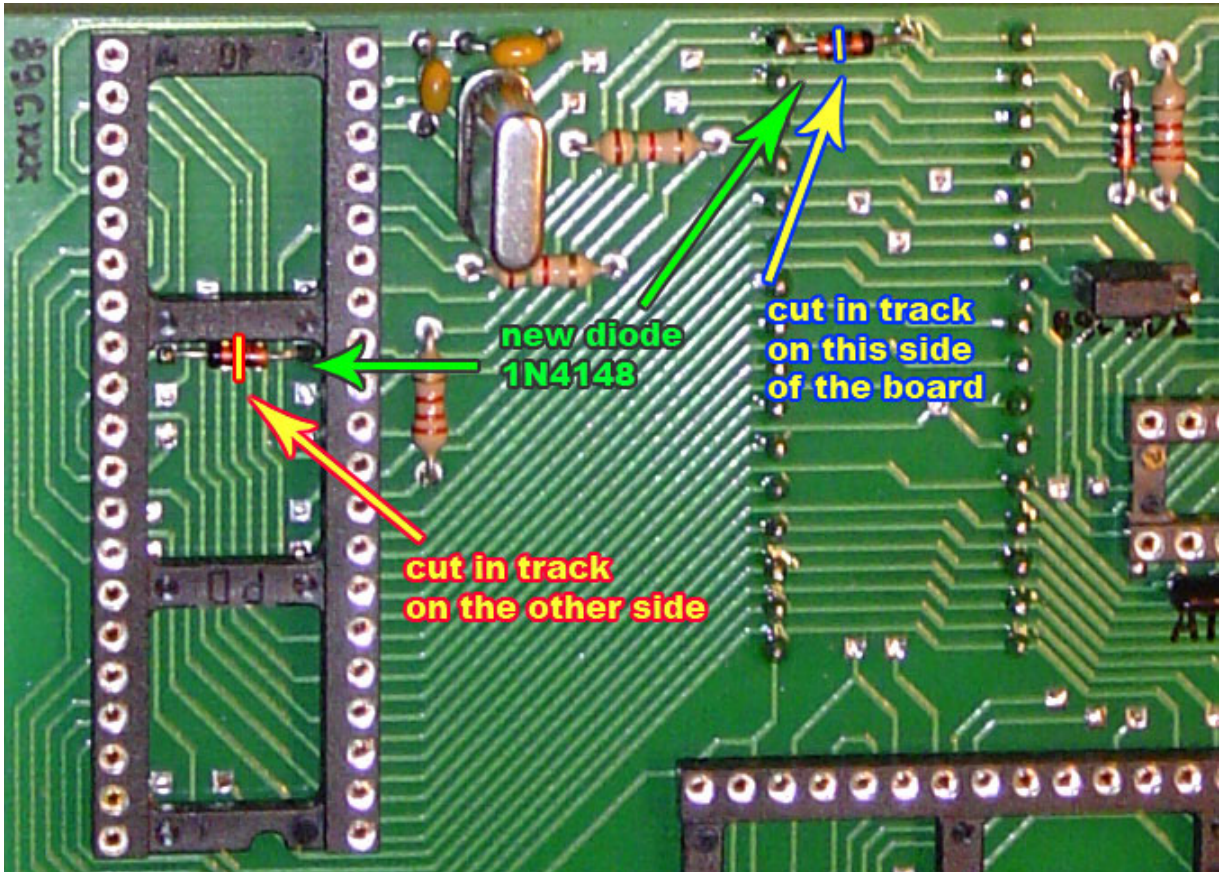 new diode
1N4148
cut in track
on this side
of the board
cut in track
on the other side
40